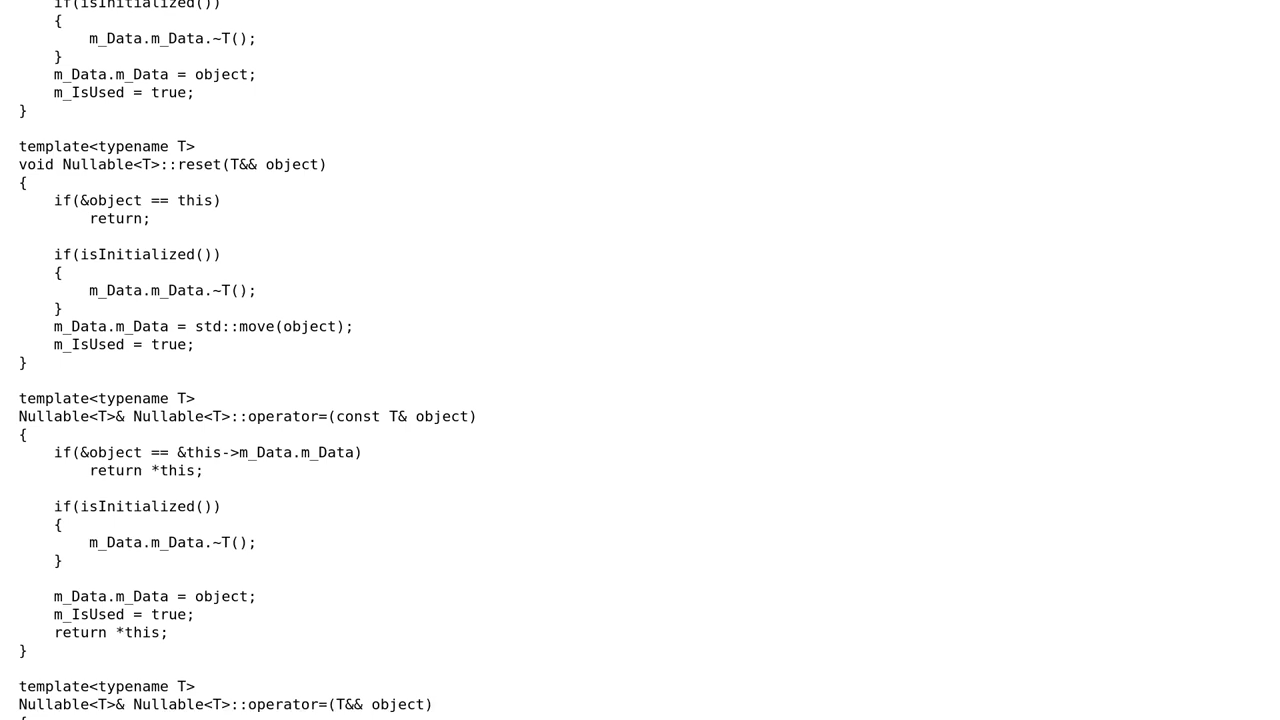 if(isInitialized())
    {
        m_Data.m_Data.~T();
    }
    m_Data.m_Data = object;
    m_IsUsed = true;
}

template<typename T>
void Nullable<T>::reset(T&& object)
{
    if(&object == this)
        return;

    if(isInitialized())
    {
        m_Data.m_Data.~T();
    }
    m_Data.m_Data = std::move(object);
    m_IsUsed = true;
}

template<typename T>
Nullable<T>& Nullable<T>::operator=(const T& object)
{
    if(&object == &this->m_Data.m_Data)
        return *this;

    if(isInitialized())
    {
        m_Data.m_Data.~T();
    }

    m_Data.m_Data = object;
    m_IsUsed = true;
    return *this;
}

template<typename T>
Nullable<T>& Nullable<T>::operator=(T&& object)
{